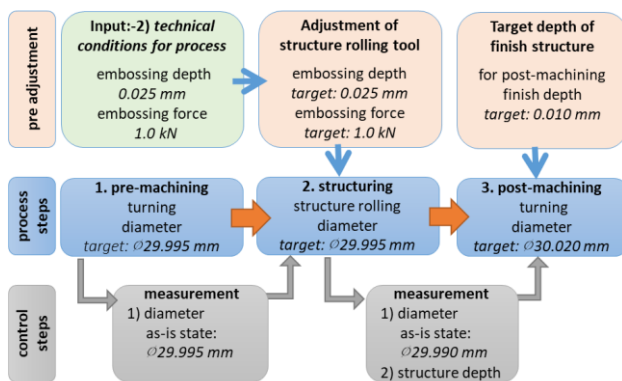 pre adjustment
Input:-2) technical
conditions for process
embossing depth
0.025 mm
embossing force
1.0 kN
Adjustment of
structure rolling tool
embossing depth
target: 0.025 mm
embossing force
target: 1.0 kN
Target depth of
finish structure
for post-machining
finish depth
Target: 0.010 mm
process
steps
1. pre-machining
turning
diameter
target: ∅29.995 mm
2. structuring
structure rolling
diameter
target: ∅29.995 mm
3. post-machining
turning
diameter
target: ∅30.020 mm
control
steps
measurement
1) diameter
as-is state:
∅29.995 mm
measurement
1) diameter
as-is state:
∅29.990 mm
2) structure depth